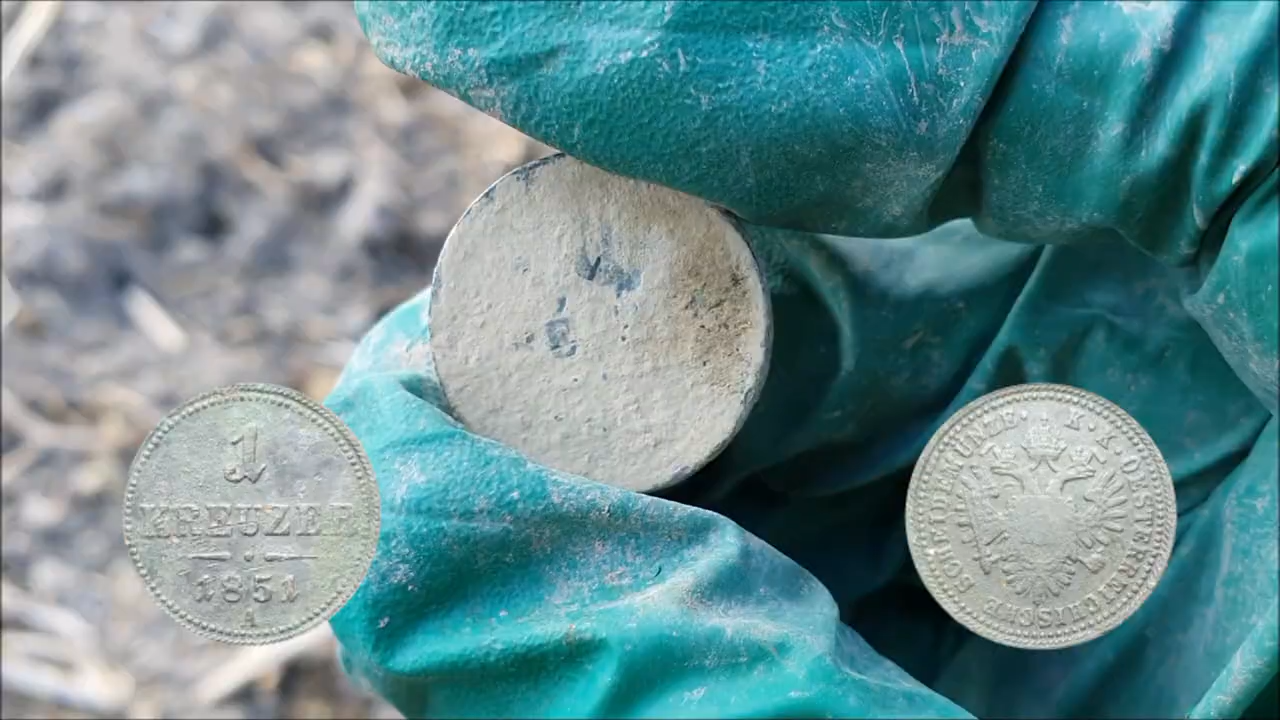 1
KREUZER
1851
A
SCHEIDEMÜNZE · K·K·OESTERREICHISCHE